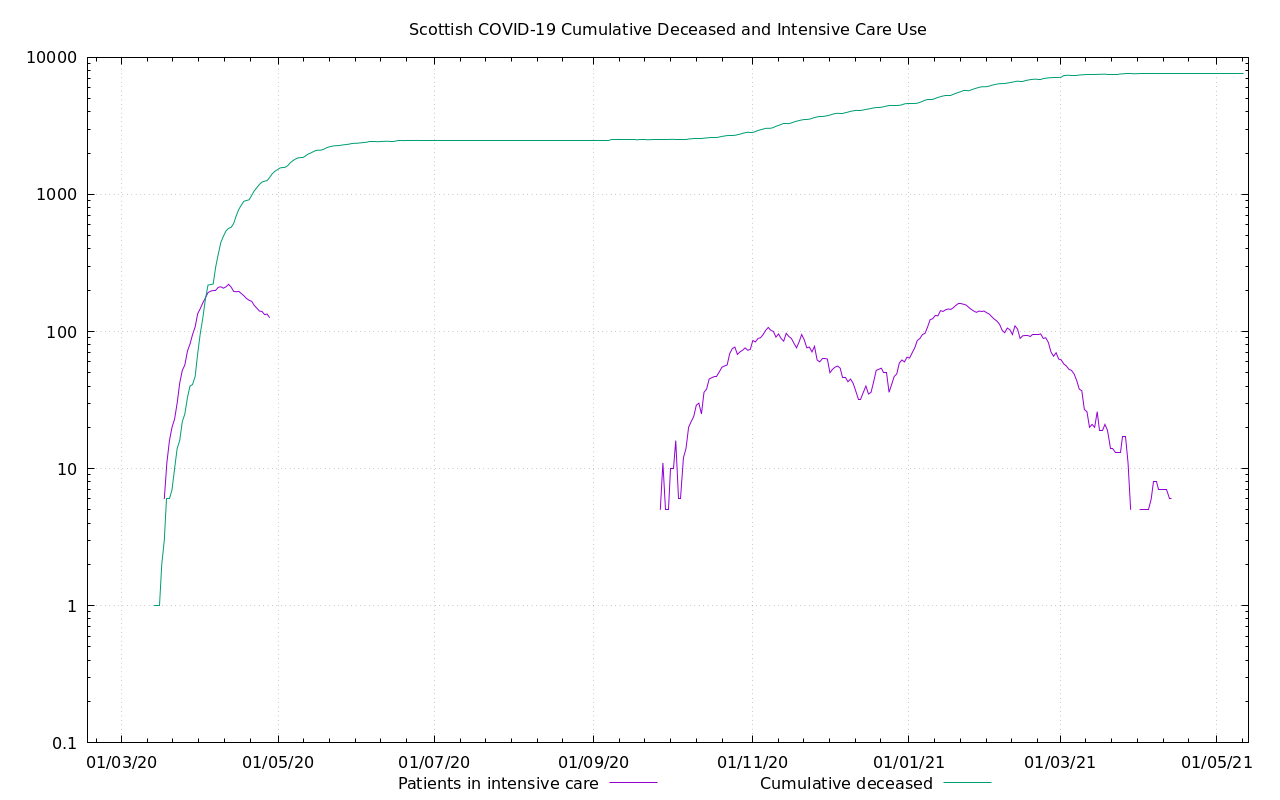 Scottish COVID-19 Cumulative Deceased and Intensive Care Use
10000
1000
100
10
1
0.1
01/03/20 01/05/20 01/07/20 01/09/20 01/11/20 01/01/21 01/03/21 01/05/21
Patients in intensive care Cumulative deceased